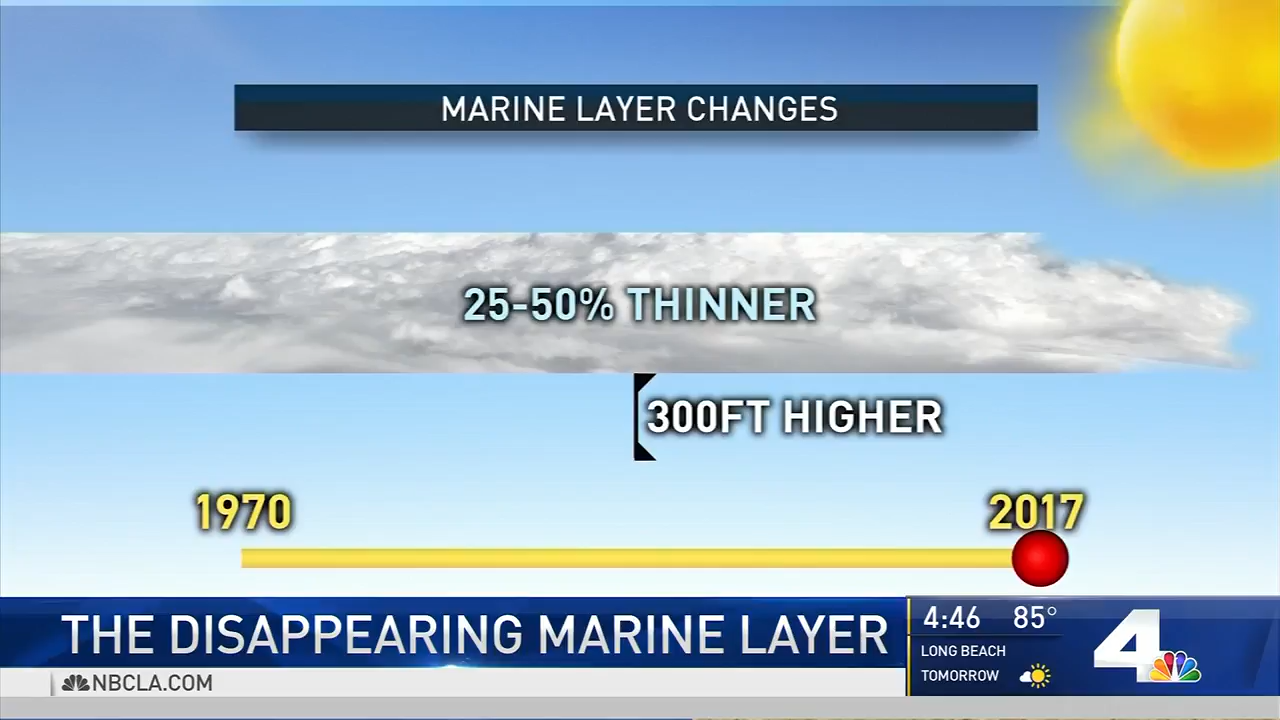 MARINE LAYER CHANGES
25-50% THINNER
300FT HIGHER
1970
2017
THE DISAPPEARING MARINE LAYER
NBCLA.COM
4:46 85°
LONG BEACH
TOMORROW
4